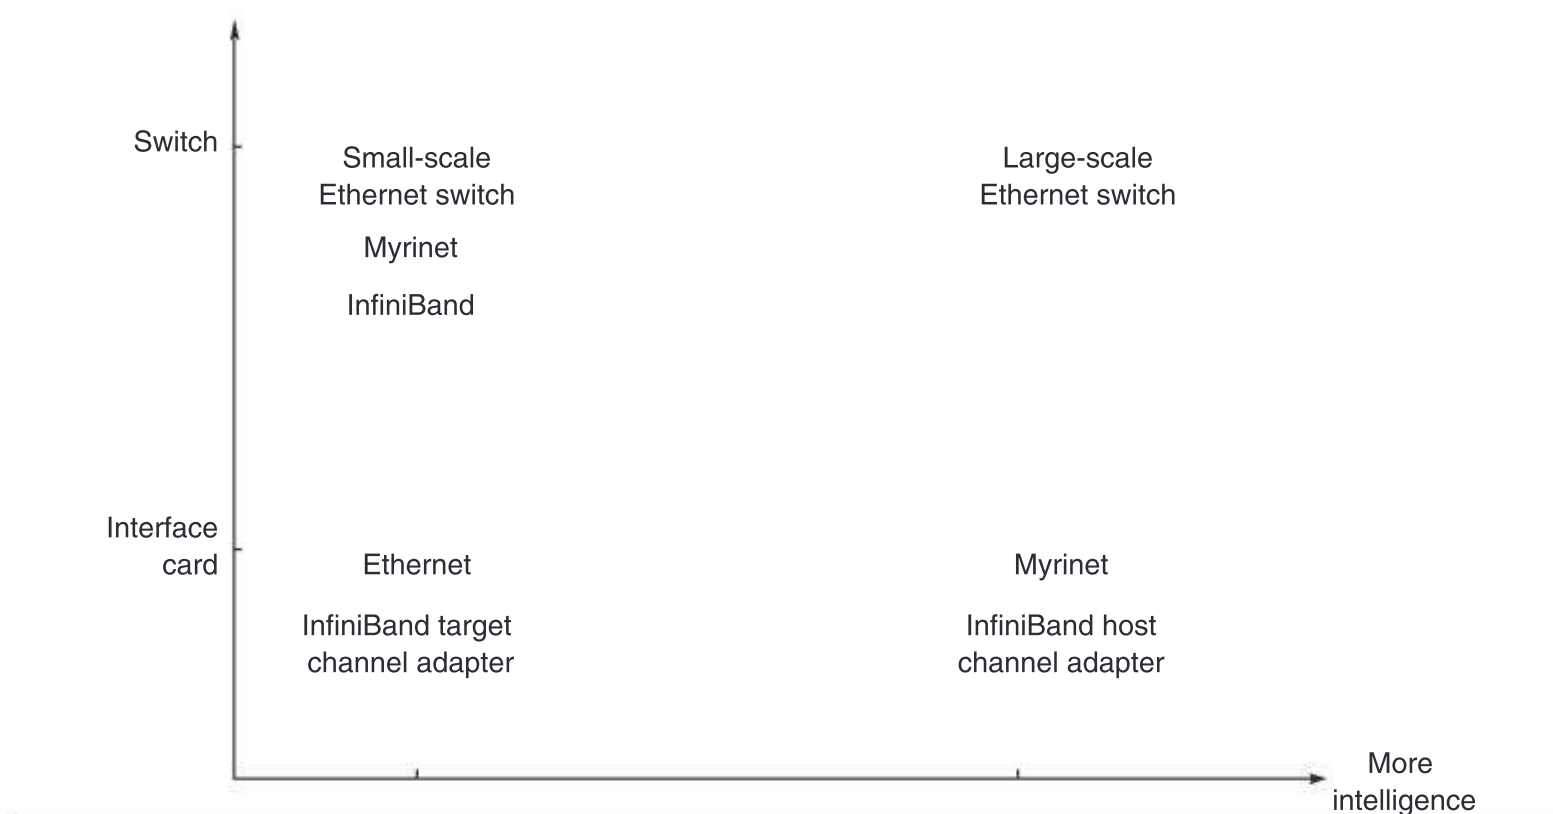 Switch
Small-scale
Ethernet switch
Large-scale
Ethernet switch
Myrinet
InfiniBand
Interface
card
Ethernet
Myrinet
InfiniBand target
channel adapter
InfiniBand host
channel adapter
More
intelligence